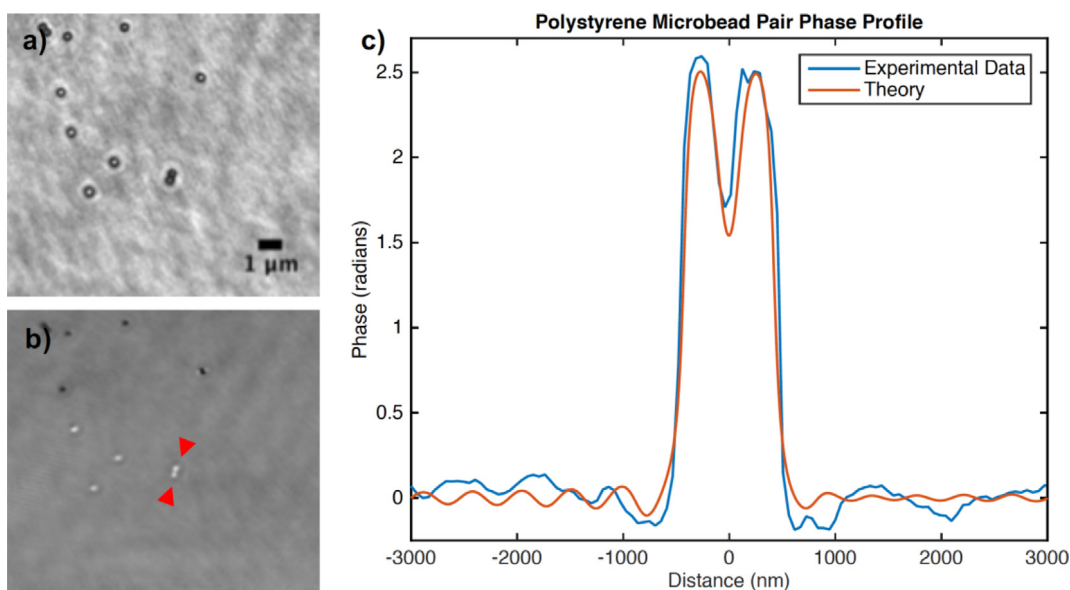 a)
1 μm
b)
c)
Polystyrene Microbead Pair Phase Profile
Experimental Data
Theory
Phase (radians)
2.5
2
1.5
1
0.5
0
-3000 -2000 -1000 0 1000 2000 3000
Distance (nm)